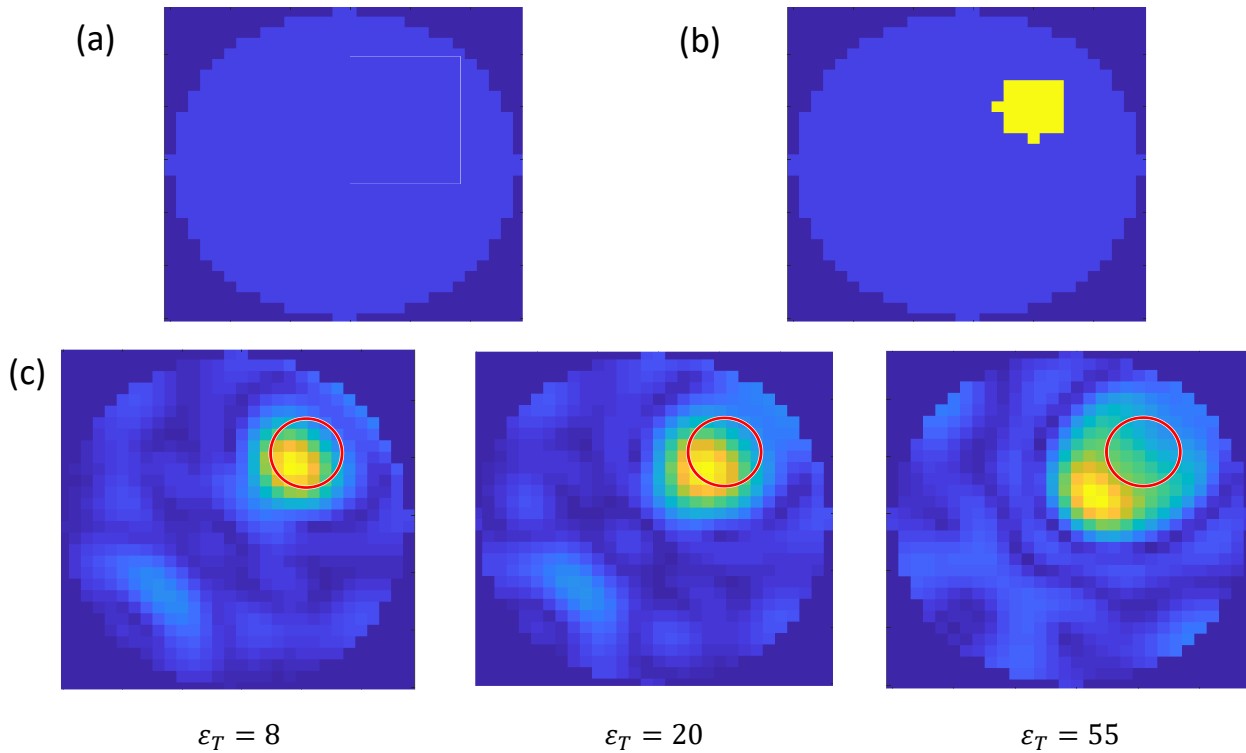 (a)
(b)
(c)
ε_T = 8
ε_T = 20
ε_T = 55